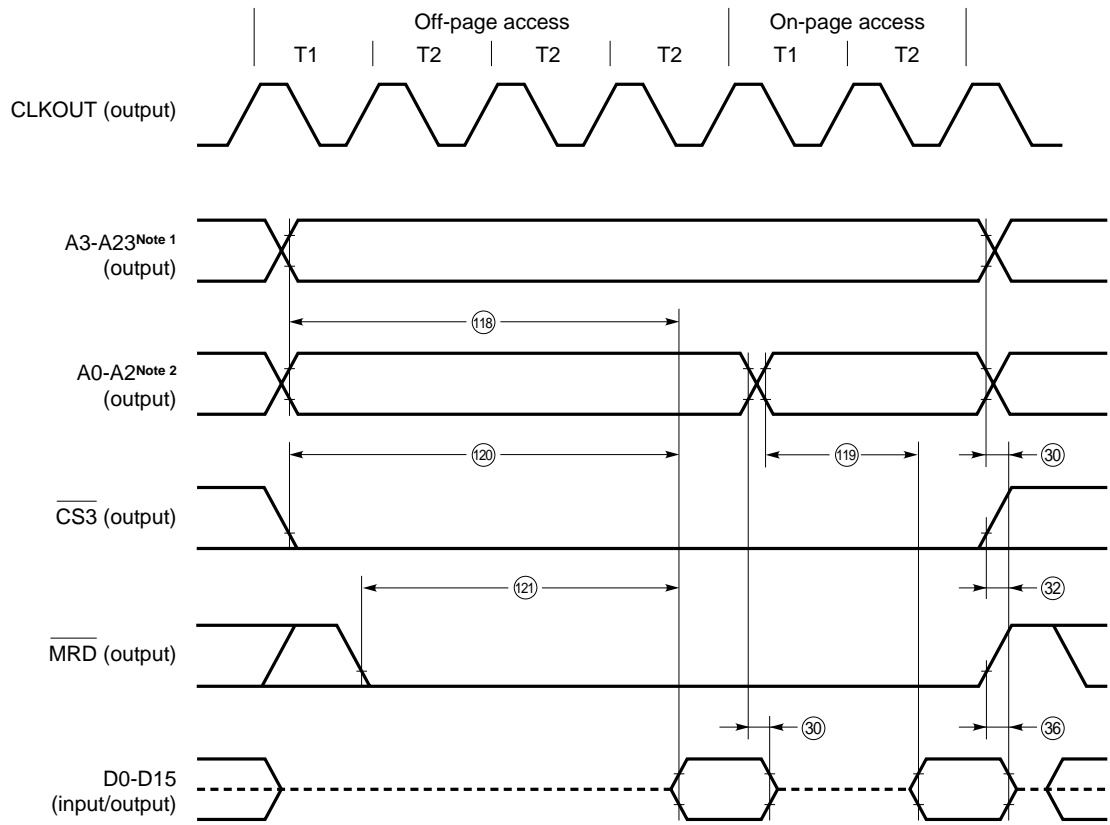 Off-page access On-page access
T1 T2 T2 T2 T1 T2
CLKOUT (output)
A3-A23Note 1
(output)
118
A0-A2Note 2
(output)
120 119 30
CS3 (output)
121 32
MRD (output)
30 36
D0-D15
(input/output)